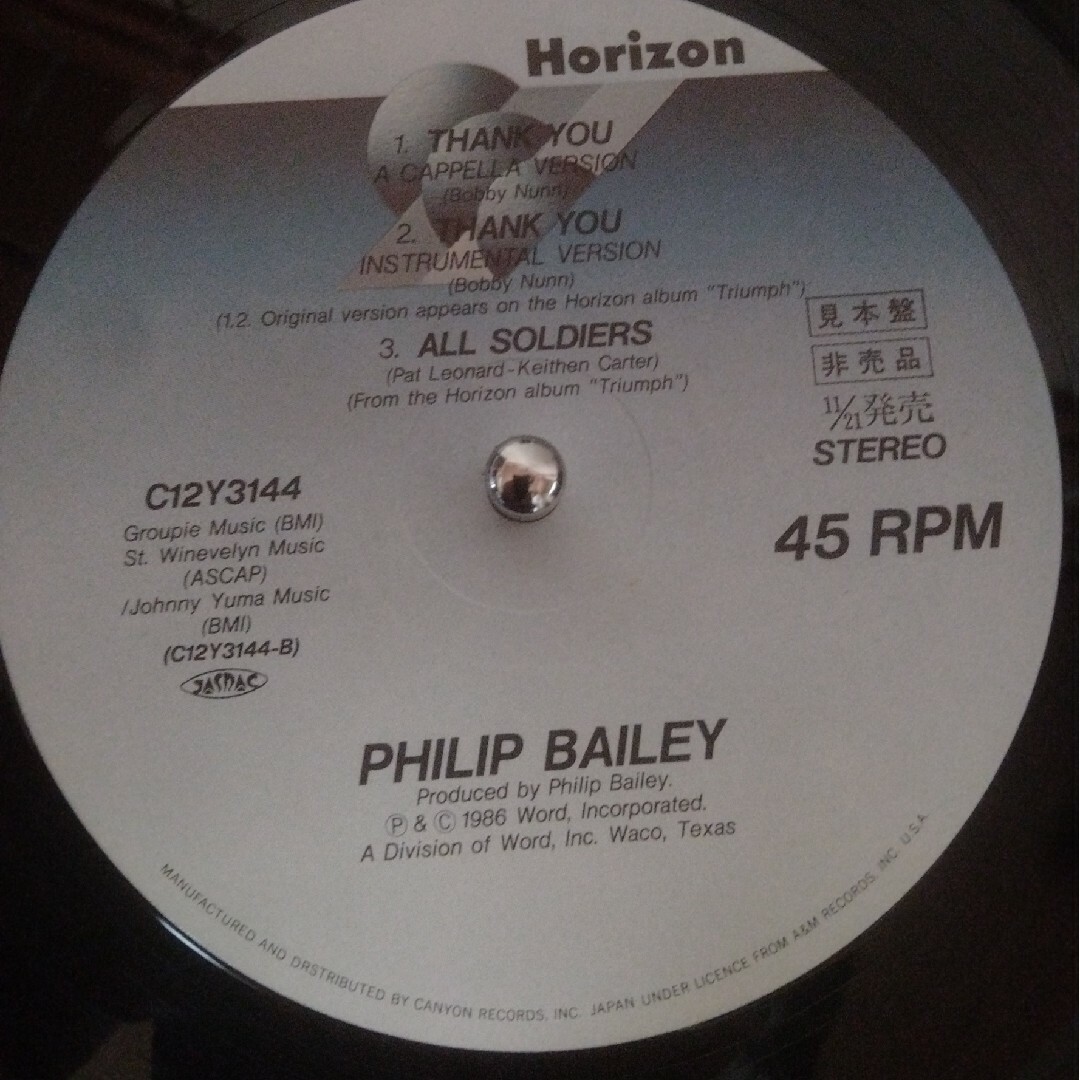 Horizon
1. THANK YOU
A CAPPELLA VERSION
(Bobby Nunn)
2. THANK YOU
INSTRUMENTAL VERSION
(Bobby Nunn)
(1.2. Original version appears on the Horizon album "Triumph")
3. ALL SOLDIERS
(Pat Leonard-Keithen Carter)
(From the Horizon album "Triumph")
見本盤
非売品
11/21発売
STEREO
45 RPM
C12Y3144
Groupie Music (BMI)
St. Winevelyn Music
(ASCAP)
/Johnny Yuma Music
(BMI)
(C12Y3144-B)
JASRAC
PHILIP BAILEY
Produced by Philip Bailey.
Ⓟ & Ⓒ 1986 Word, Incorporated.
A Division of Word, Inc. Waco, Texas
MANUFACTURED AND DRSTRIBUTED BY CANYON RECORDS, INC. JAPAN UNDER LICENCE FROM A&M RECORDS, INC. U.S.A